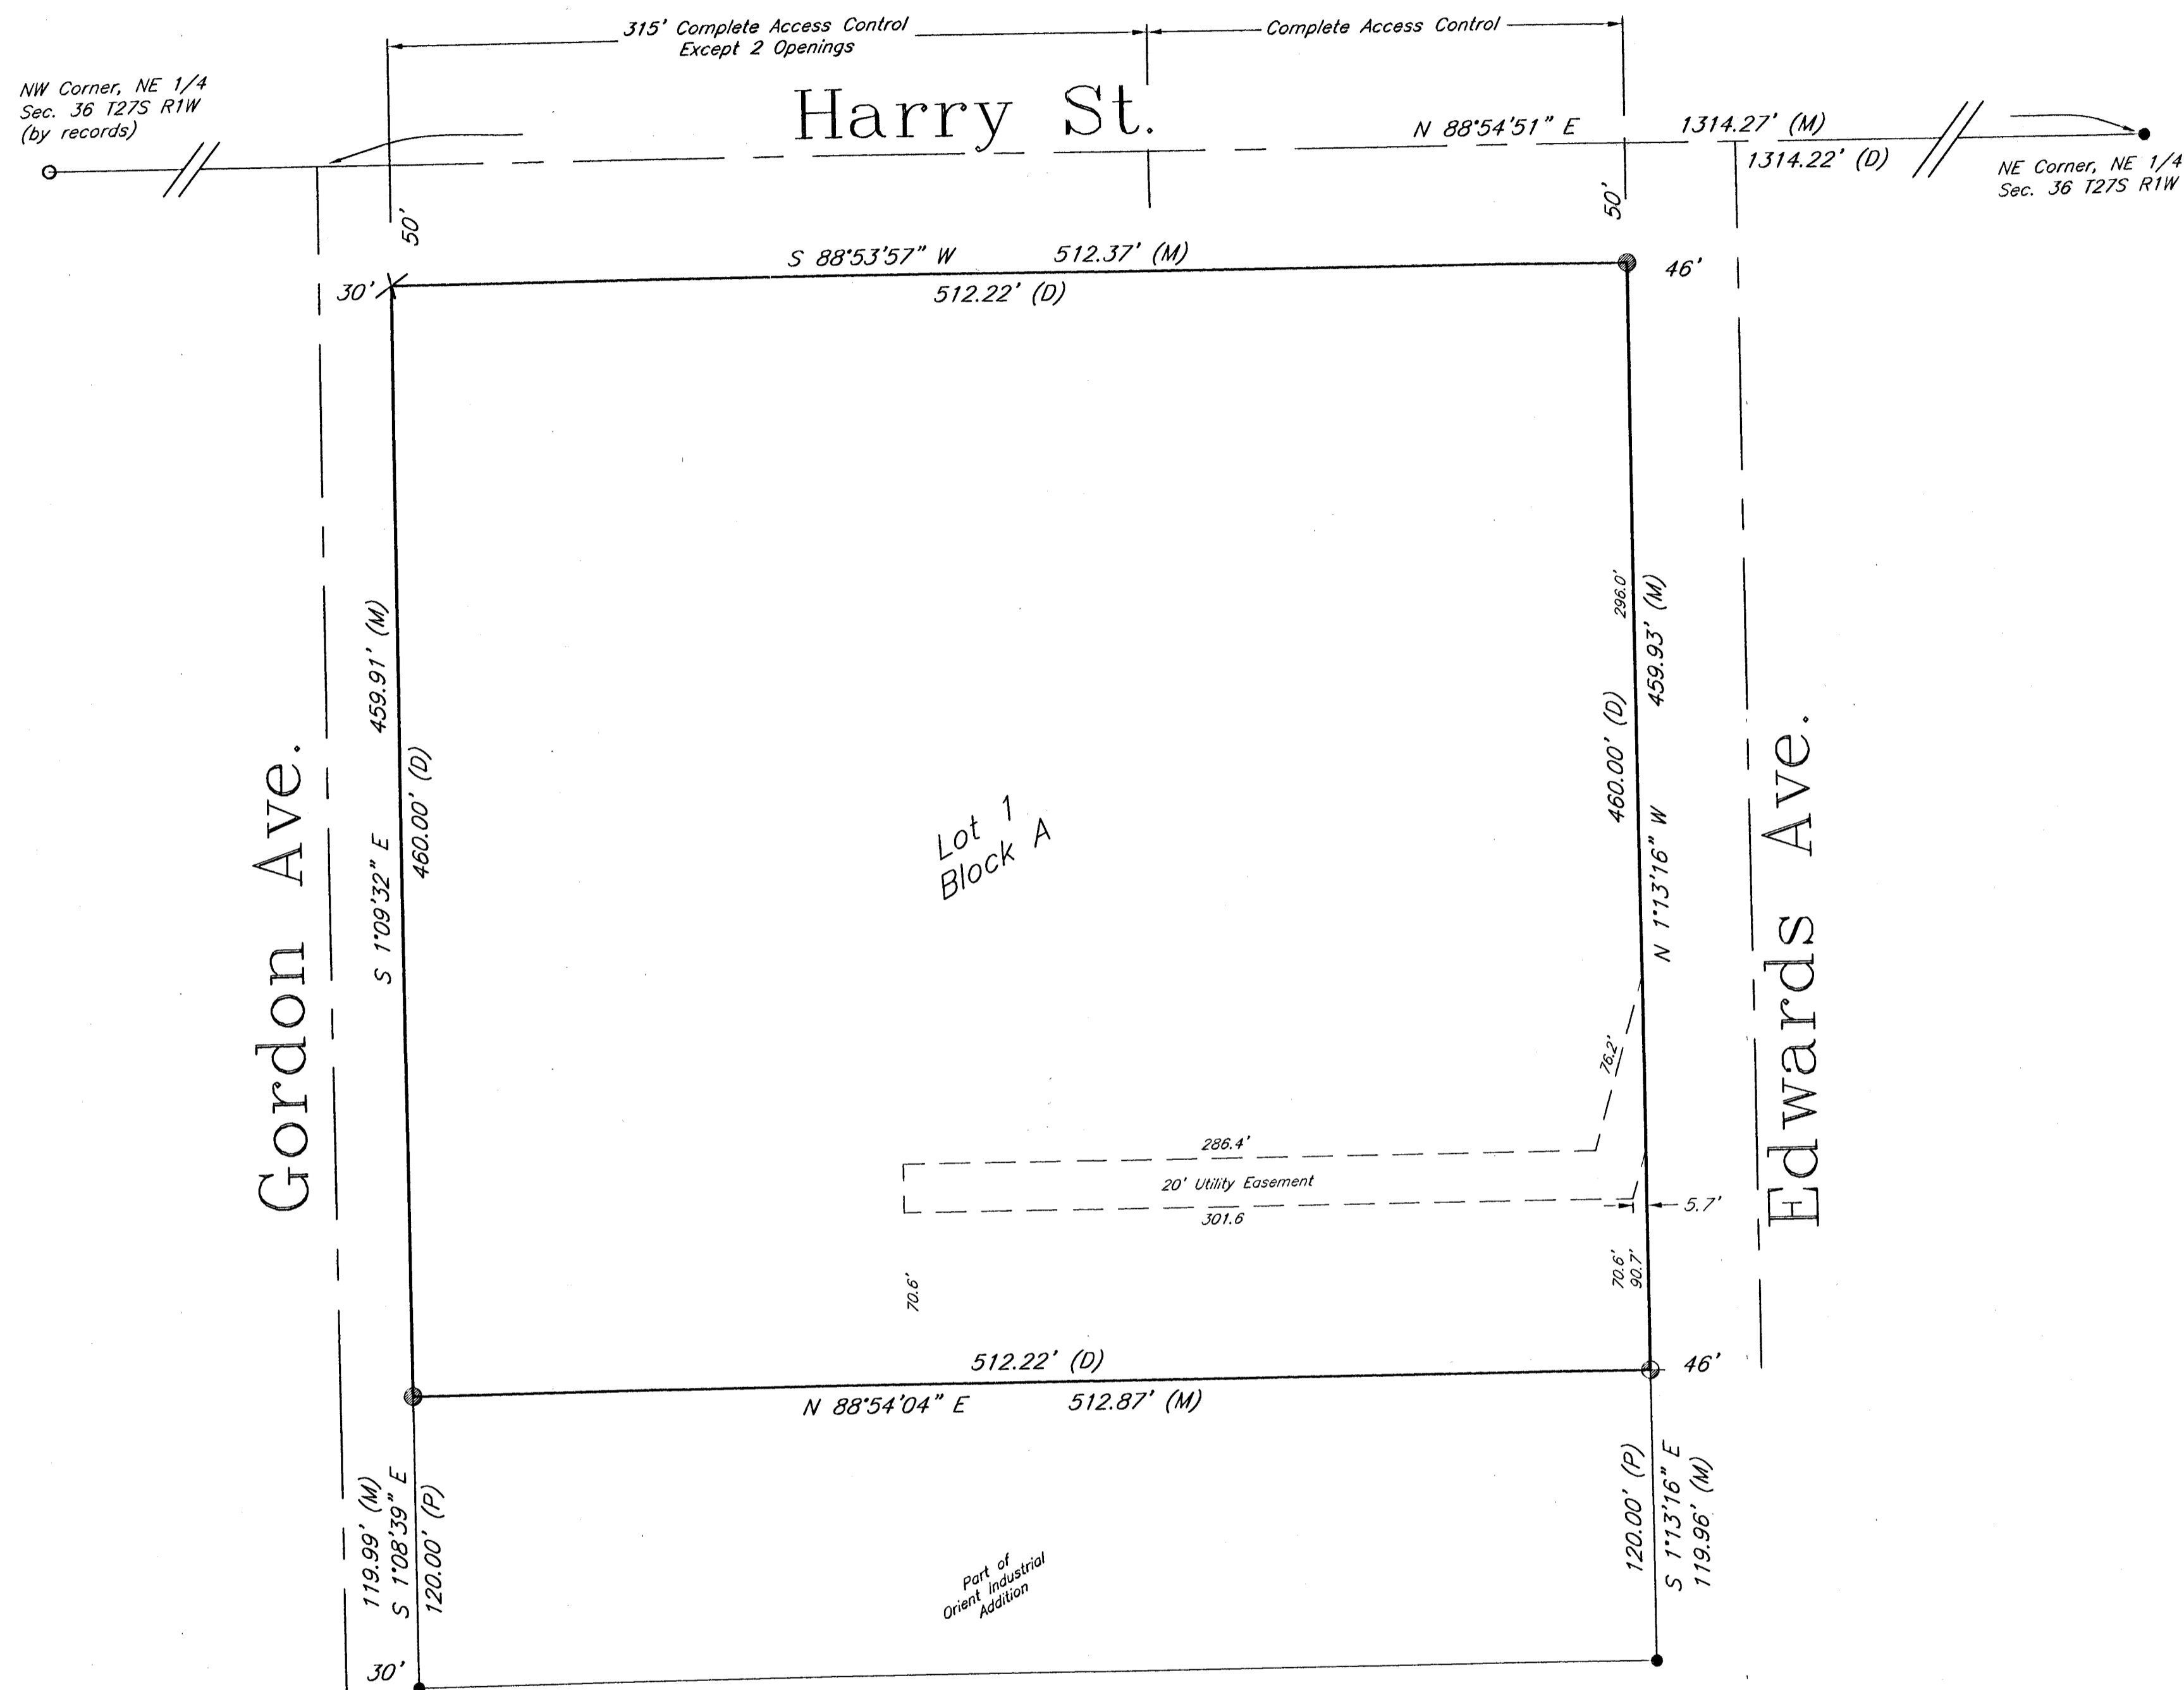 315' Complete Access Control
Except 2 Openings
Complete Access Control
NW Corner, NE 1/4
Sec. 36 T27S R1W
(by records)
Harry St.
N 88°54'51" E
1314.27' (M)
1314.22' (D)
NE Corner, NE 1/4
Sec. 36 T27S R1W
50'
50'
S 88°53'57" W 512.37' (M)
512.22' (D)
30'
46'
Gordon Ave.
S 1°09'32" E 459.91' (M)
460.00' (D)
Lot 1
Block A
296.0'
460.00' (D)
N 1°13'16" W 459.93' (M)
Edwards Ave.
76.2'
286.4'
20' Utility Easement
301.6
5.7'
70.6'
70.6'
90.7'
512.22' (D)
N 88°54'04" E 512.87' (M)
46'
119.99' (M)
S 1°08'39" E
120.00' (P)
120.00' (P)
S 1°13'16" E
119.96' (M)
Part of
Orient Industrial
Addition
30'